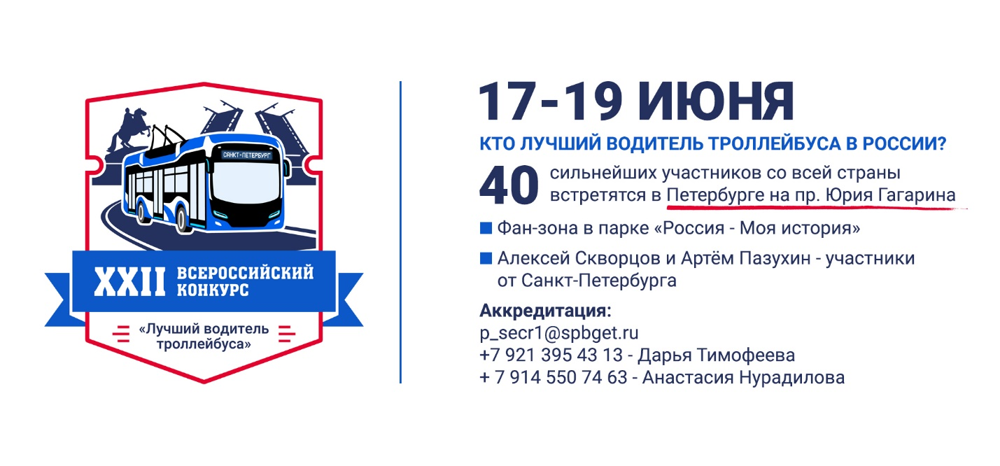 САНКТ-ПЕТЕРБУРГ
XXII ВСЕРОССИЙСКИЙ
КОНКУРС
«Лучший водитель
троллейбуса»
17-19 ИЮНЯ
КТО ЛУЧШИЙ ВОДИТЕЛЬ ТРОЛЛЕЙБУСА В РОССИИ?
40 сильнейших участников со всей страны
встретятся в Петербурге на пр. Юрия Гагарина
Фан-зона в парке «Россия - Моя история»
Алексей Скворцов и Артём Пазухин - участники
от Санкт-Петербурга
Аккредитация:
p_secr1@spbget.ru
+7 921 395 43 13 - Дарья Тимофеева
+ 7 914 550 74 63 - Анастасия Нурадилова